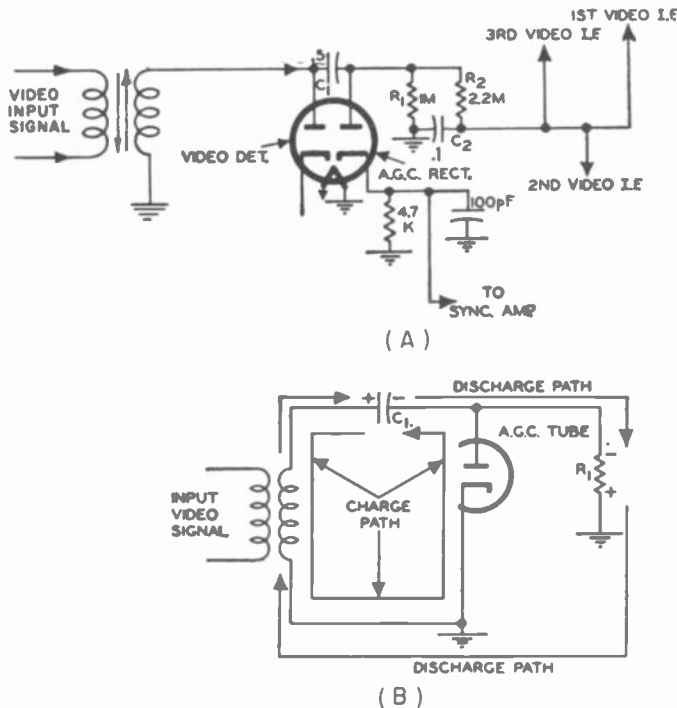 1ST VIDEO I.F
3RD VIDEO I.F
.5
C1
R1
1M
R2
2.2M
VIDEO
INPUT
SIGNAL
C2
.1
VIDEO DET.
A.G.C. RECT.
2ND VIDEO I.F
100pF
4.7
K
TO
SYNC. AMP.
(A)
DISCHARGE PATH
+ -
C1.
A.G.C. TUBE
-
R1
+
INPUT
VIDEO
SIGNAL
CHARGE
PATH
DISCHARGE PATH
(B)